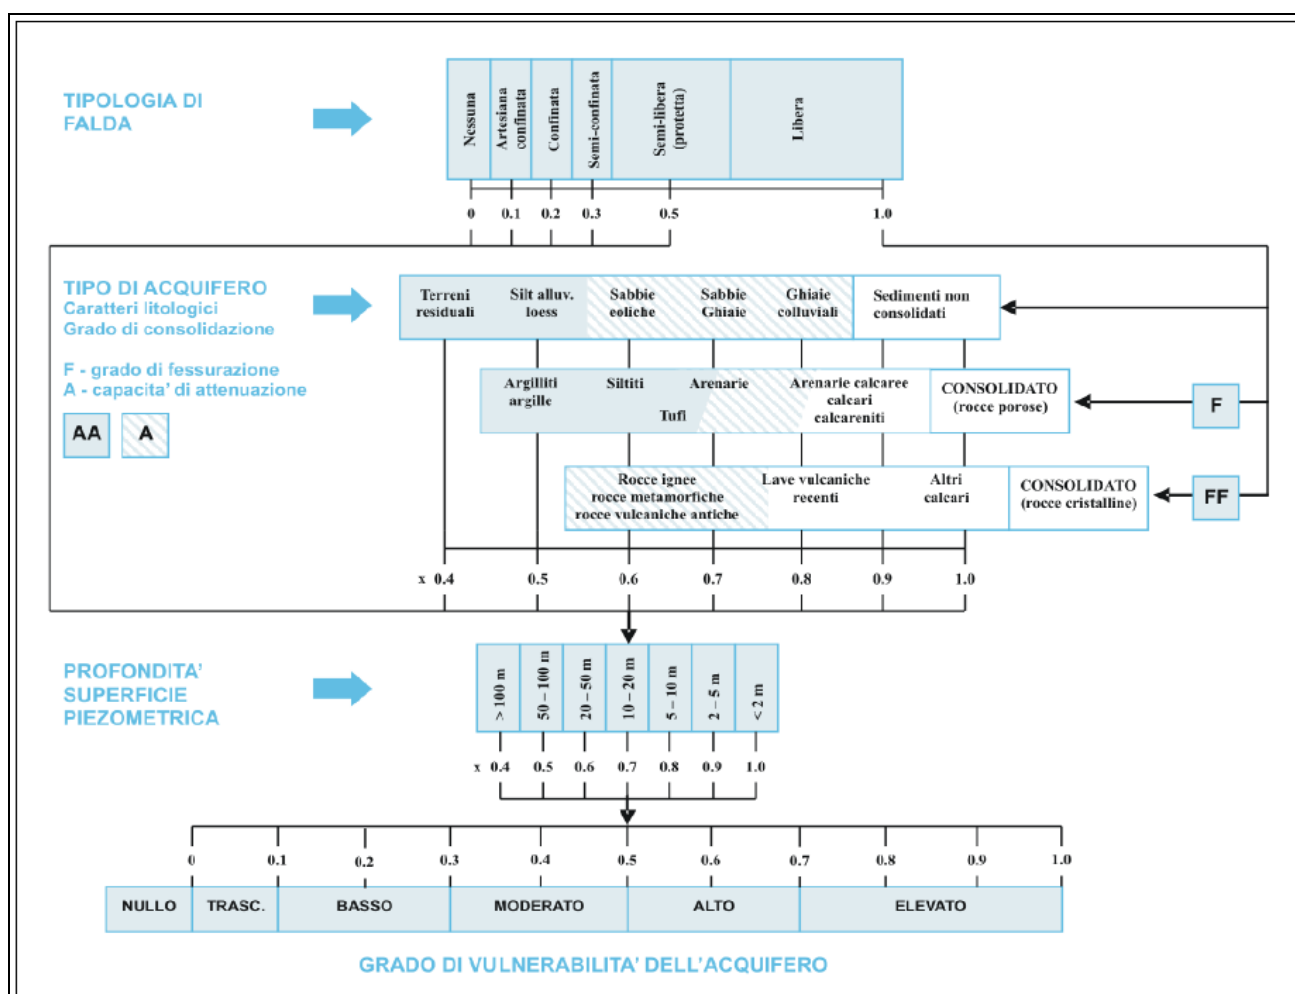 TIPOLOGIA DI
FALDA
Nessuna
Artesiana
confinata
Confinata
Semi-confinata
Semi-libera
(protetta)
Libera
0 0.1 0.2 0.3 0.5 1.0
TIPO DI ACQUIFERO
Caratteri litologici
Grado di consolidazione
F - grado di fessurazione
A - capacita' di attenuazione
AA A
Terreni
residuali
Silt alluv.
loess
Sabbie
eoliche
Sabbie
Ghiaie
Ghiaie
colluviali
Sedimenti non
consolidati
Argilliti
argille
Siltiti
Arenarie
Tufi
Arenarie calcaree
calcari
calcareniti
CONSOLIDATO
(rocce porose)
F
Rocce ignee
rocce metamorfiche
rocce vulcaniche antiche
Lave vulcaniche
recenti
Altri
calcari
CONSOLIDATO
(rocce cristalline)
FF
x 0.4 0.5 0.6 0.7 0.8 0.9 1.0
PROFONDITA'
SUPERFICIE
PIEZOMETRICA
> 100 m
50 – 100 m
20 – 50 m
10 – 20 m
5 – 10 m
2 – 5 m
< 2 m
x 0.4 0.5 0.6 0.7 0.8 0.9 1.0
0 0.1 0.2 0.3 0.4 0.5 0.6 0.7 0.8 0.9 1.0
NULLO TRASC. BASSO MODERATO ALTO ELEVATO
GRADO DI VULNERABILITA' DELL'ACQUIFERO